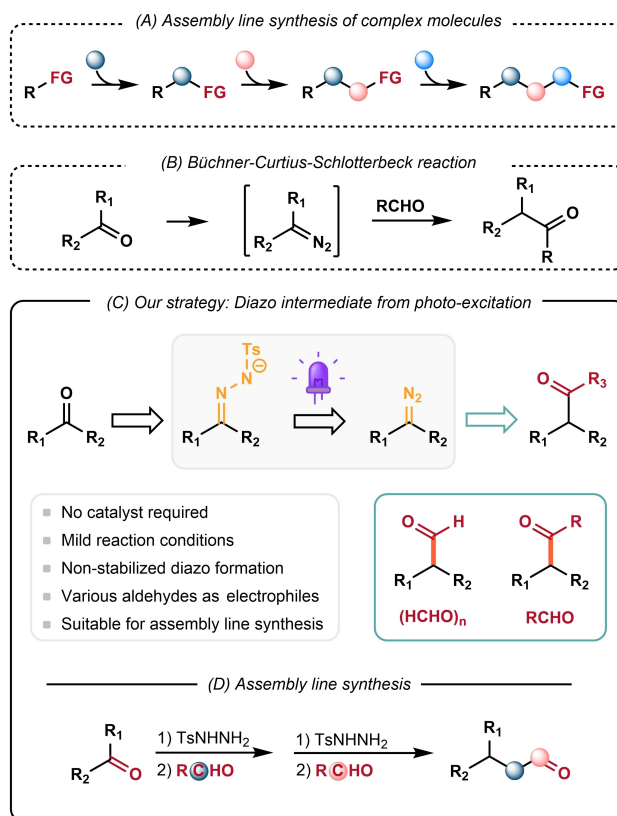 (A) Assembly line synthesis of complex molecules
R FG R FG R FG R FG
(B) Büchner-Curtius-Schlotterbeck reaction
R₂ R₁ O R₂ R₁ N₂ RCHO R₂ R₁ O R
(C) Our strategy: Diazo intermediate from photo-excitation
Ts
O N N ⊖ N₂ O R₃
R₁ R₂ R₁ R₂ R₁ R₂ R₁ R₂
No catalyst required
Mild reaction conditions
Non-stabilized diazo formation
Various aldehydes as electrophiles
Suitable for assembly line synthesis
O H O R
R₁ R₂ R₁ R₂
(HCHO)n RCHO
(D) Assembly line synthesis
R₁ 1) TsNHNH₂ 1) TsNHNH₂ R₁
R₂ O 2) R C HO 2) R C HO R₂ O